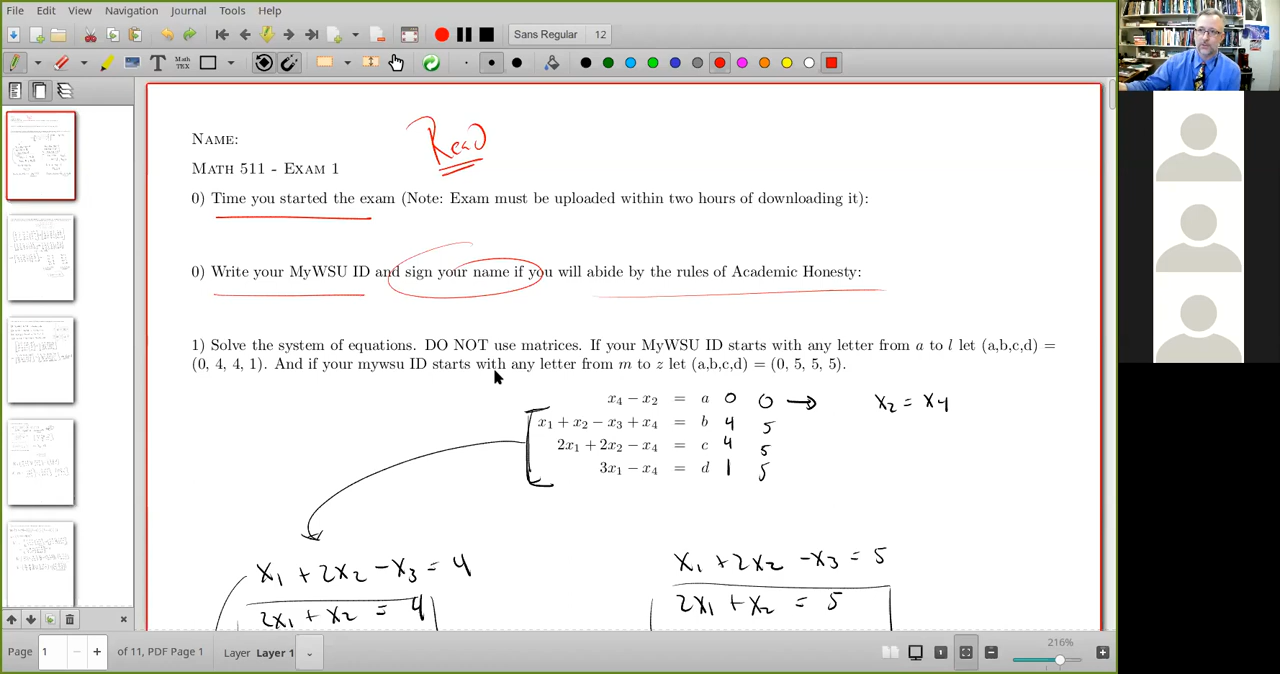 File Edit View Navigation Journal Tools Help
Sans Regular 12
Math
TEX
NAME:
Read
MATH 511 - EXAM 1
0) Time you started the exam (Note: Exam must be uploaded within two hours of downloading it):
0) Write your MyWSU ID and sign your name if you will abide by the rules of Academic Honesty:
1) Solve the system of equations. DO NOT use matrices. If your MyWSU ID starts with any letter from a to l let (a,b,c,d) =
(0, 4, 4, 1). And if your mywsu ID starts with any letter from m to z let (a,b,c,d) = (0, 5, 5, 5).
x₄ − x₂ = a 0 0 → x₂ = x₄
x₁ + x₂ − x₃ + x₄ = b 4 5
2x₁ + 2x₂ − x₄ = c 4 5
3x₁ − x₄ = d 1 5
x₁ + 2x₂ − x₃ = 4
2x₁ + x₂ = 4
x₁ + 2x₂ − x₃ = 5
2x₁ + x₂ = 5
Page 1 of 11, PDF Page 1 Layer Layer 1 216%